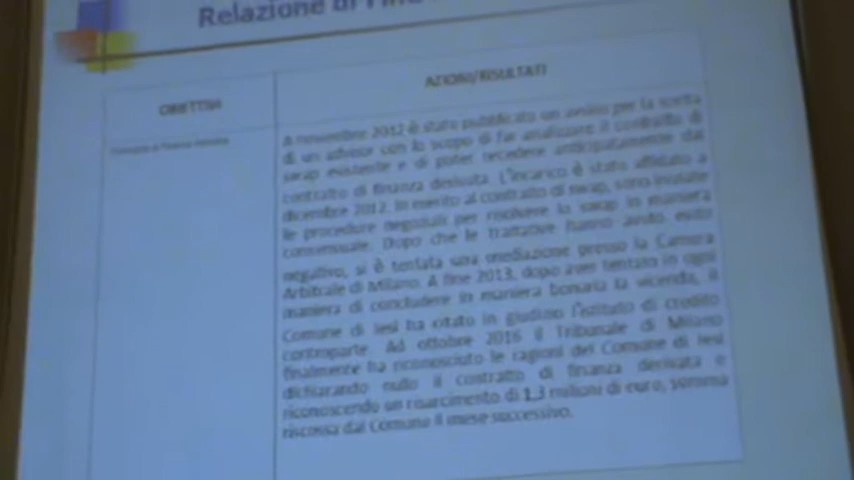 Relazione di Fine
OBIETTIVI
AZIONI/RISULTATI
A novembre 2012 è stato pubblicato un avviso per la scelta
di un advisor con lo scopo di far analizzare il contratto di
swap esistente e di poter recedere anticipatamente dal
contratto di finanza derivata. L'incarico è stato affidato a
dicembre 2012. In merito al contratto di swap, sono iniziate
le procedure negoziali per risolvere lo swap in maniera
consensuale. Dopo che le trattative hanno avuto esito
negativo, si è tentata una mediazione presso la Camera
Arbitrale di Milano. A fine 2013, dopo aver tentato in ogni
maniera di concludere in maniera bonaria la vicenda, il
Comune di Jesi ha citato in giudizio l'istituto di credito
controparte. Ad ottobre 2016 il Tribunale di Milano
finalmente ha riconosciuto le ragioni del Comune di Jesi
dichiarando nullo il contratto di finanza derivata e
riconoscendo un risarcimento di 1,3 milioni di euro, somma
riscossa dal Comune il mese successivo.